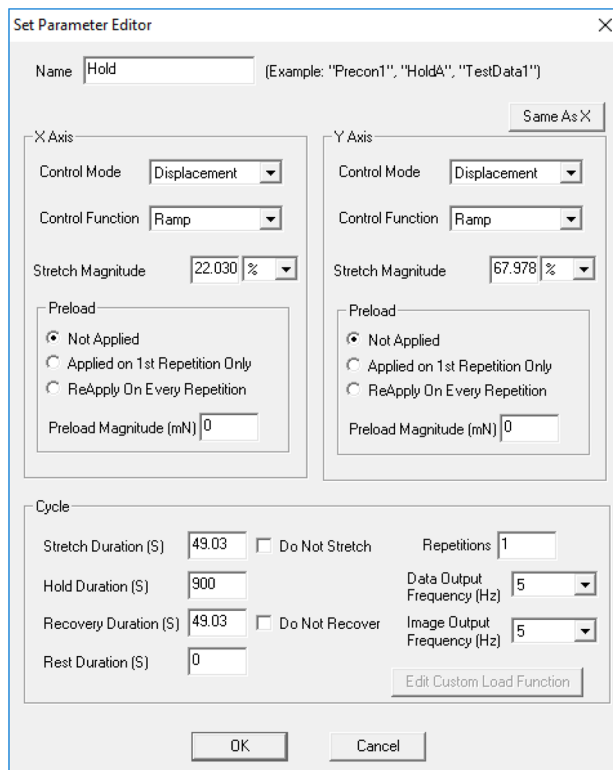 Set Parameter Editor
Name Hold (Example: "Precon1", "HoldA", "TestData1")
Same As X
X Axis
Control Mode Displacement
Control Function Ramp
Stretch Magnitude 22.030 %
Preload
Not Applied
Applied on 1st Repetition Only
ReApply On Every Repetition
Preload Magnitude (mN) 0
Y Axis
Control Mode Displacement
Control Function Ramp
Stretch Magnitude 67.978 %
Preload
Not Applied
Applied on 1st Repetition Only
ReApply On Every Repetition
Preload Magnitude (mN) 0
Cycle
Stretch Duration (S) 49.03 Do Not Stretch
Hold Duration (S) 900
Recovery Duration (S) 49.03 Do Not Recover
Rest Duration (S) 0
Repetitions 1
Data Output
Frequency (Hz) 5
Image Output
Frequency (Hz) 5
Edit Custom Load Function
OK
Cancel